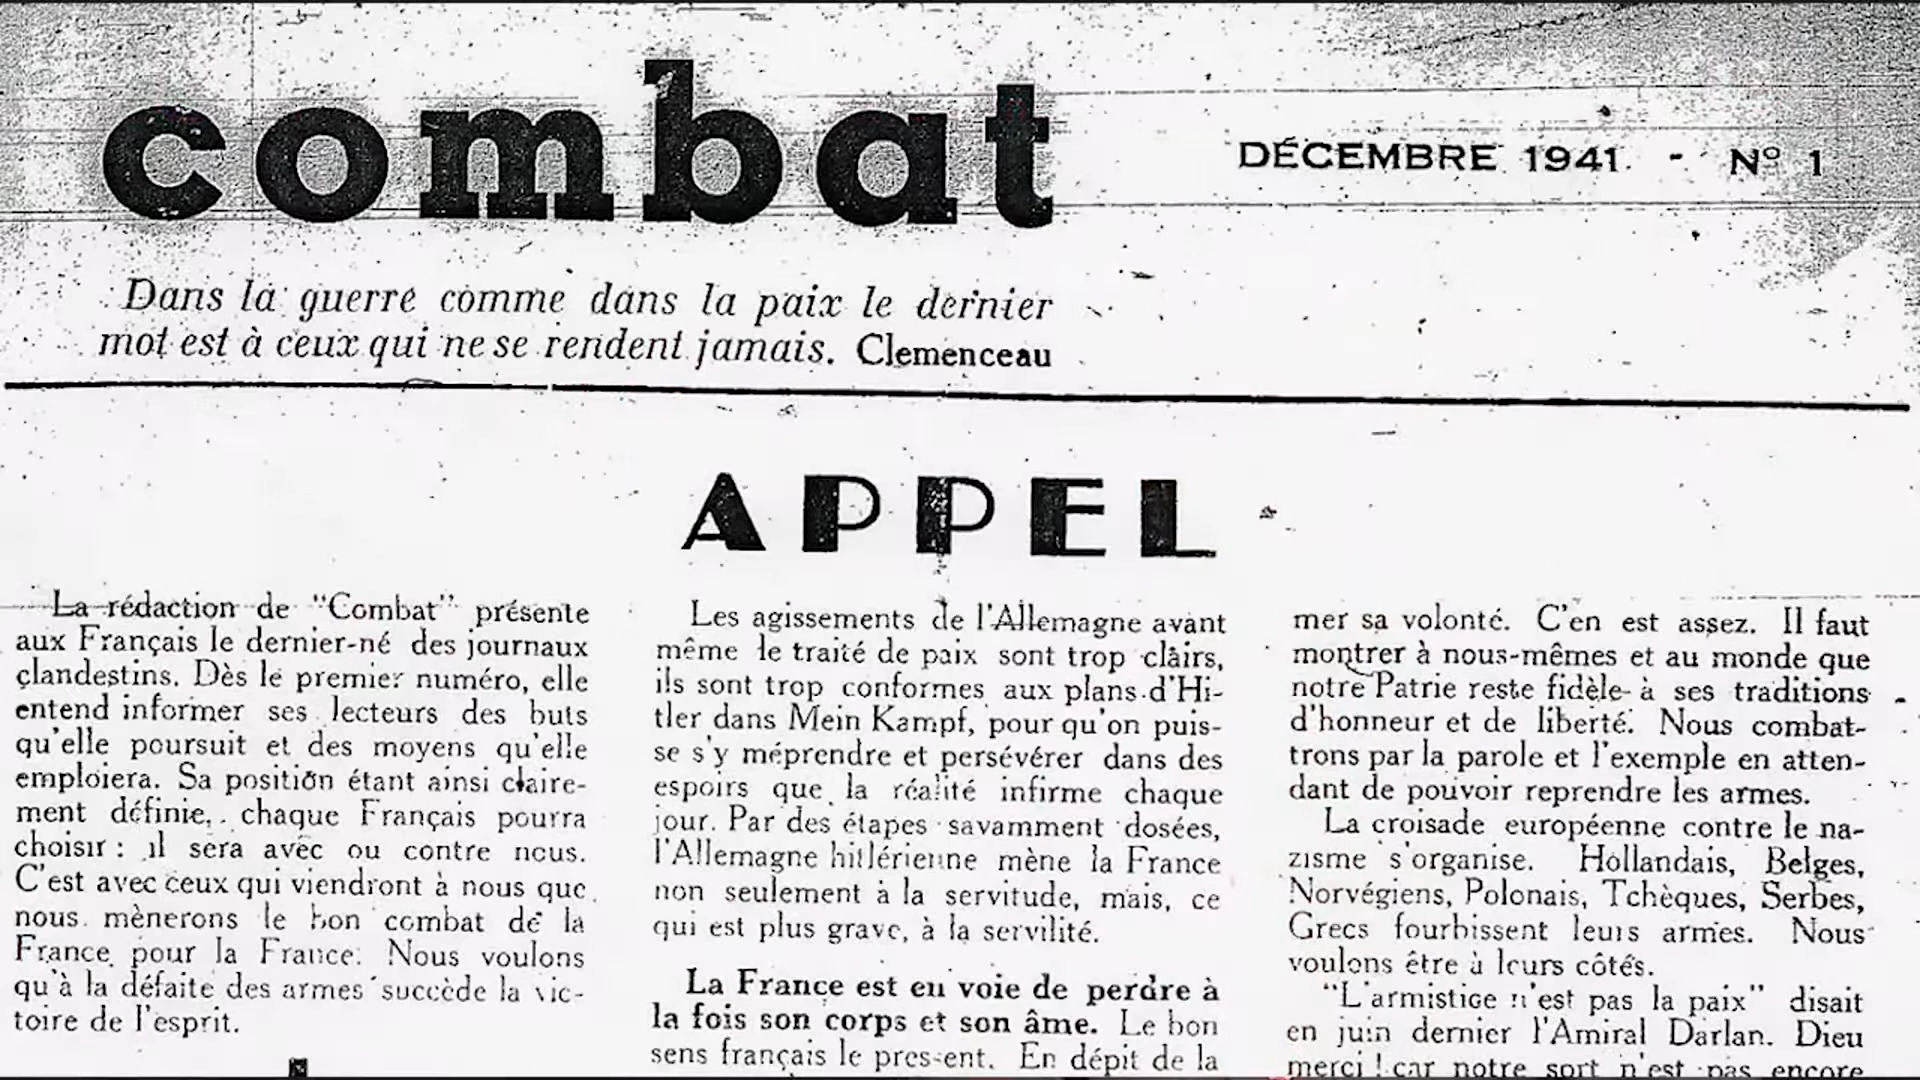 combat
DÉCEMBRE 1941. - Nº 1
Dans la guerre comme dans la paix le dernier
mot est à ceux qui ne se rendent jamais. Clemenceau
APPEL
La rédaction de "Combat" présente
aux Français le dernier-né des journaux
clandestins. Dès le premier numéro, elle
entend informer ses lecteurs des buts
qu'elle poursuit et des moyens qu'elle
emploiera. Sa position étant ainsi claire-
ment définie, chaque Français pourra
choisir : il sera avec ou contre nous.
C'est avec ceux qui viendront à nous que
nous mènerons le bon combat de la
France pour la France. Nous voulons
qu'à la défaite des armes succède la vic-
toire de l'esprit.
Les agissements de l'Allemagne avant
même le traité de paix sont trop clairs,
ils sont trop conformes aux plans d'Hi-
tler dans Mein Kampf, pour qu'on puis-
se s'y méprendre et persévérer dans des
espoirs que la réalité infirme chaque
jour. Par des étapes savamment dosées,
l'Allemagne hitlérienne mène la France
non seulement à la servitude, mais, ce
qui est plus grave, à la servilité.
La France est en voie de perdre à
la fois son corps et son âme. Le bon
sens français le pressent. En dépit de la
mer sa volonté. C'en est assez. Il faut
montrer à nous-mêmes et au monde que
notre Patrie reste fidèle à ses traditions
d'honneur et de liberté. Nous combat-
trons par la parole et l'exemple en atten-
dant de pouvoir reprendre les armes.
La croisade européenne contre le na-
zisme s'organise. Hollandais, Belges,
Norvégiens, Polonais, Tchèques, Serbes,
Grecs fourbissent leurs armes. Nous
voulons être à leurs côtés.
"L'armistice n'est pas la paix" disait
en juin dernier l'Amiral Darlan. Dieu
merci ! car notre sort n'est pas encore